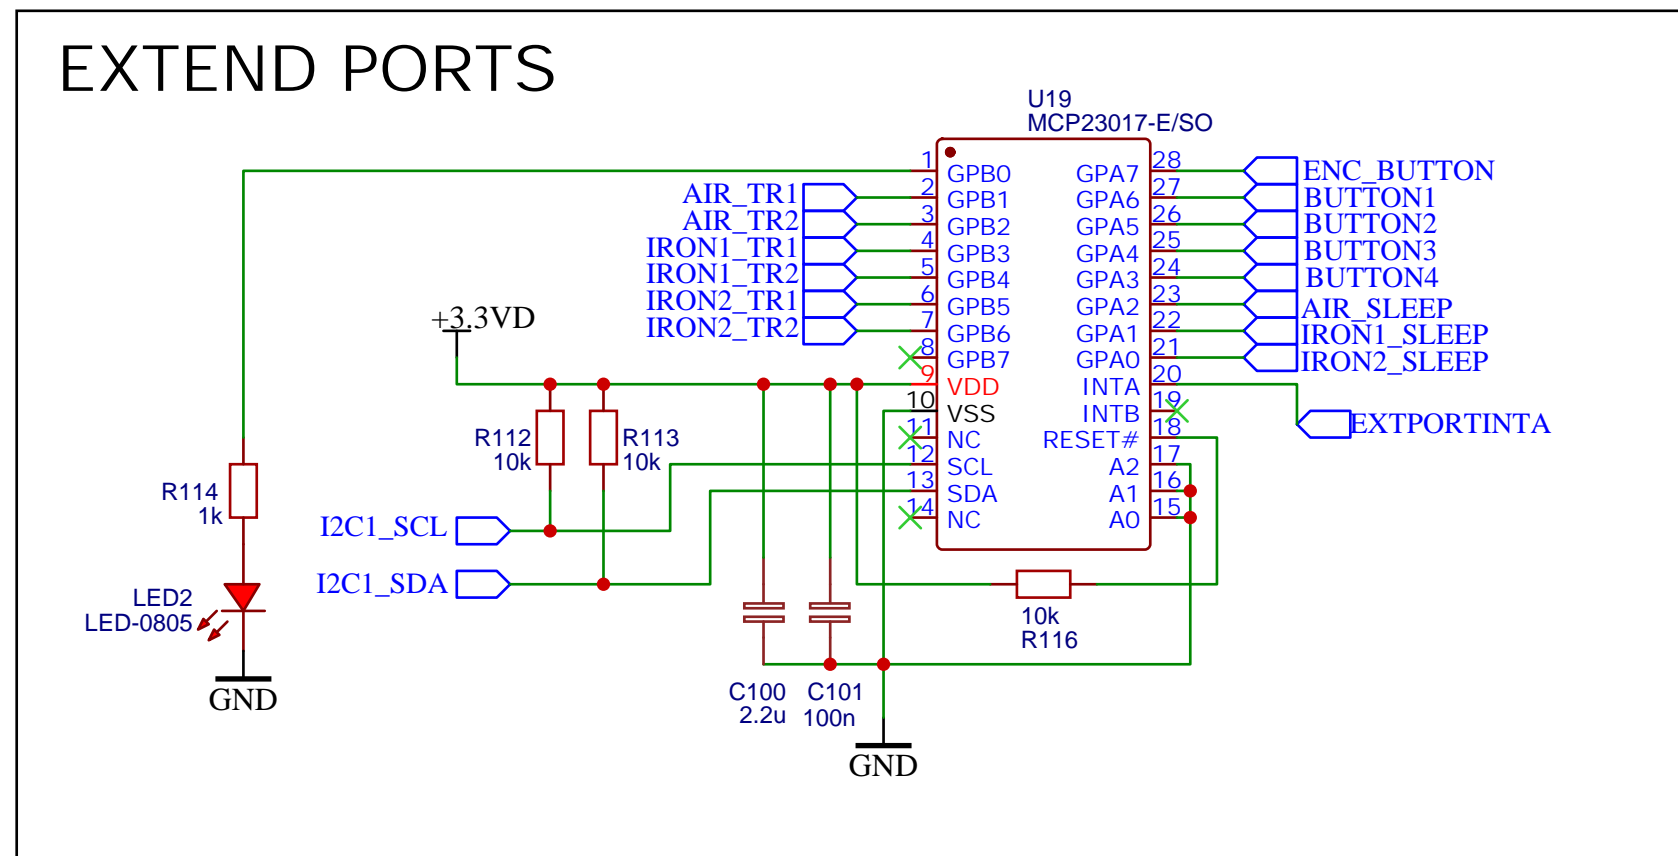 EXTEND PORTS
U19
MCP23017-E/SO
1 GPB0 GPA7 28 ENC_BUTTON
AIR_TR1 2 GPB1 GPA6 27 BUTTON1
AIR_TR2 3 GPB2 GPA5 26 BUTTON2
IRON1_TR1 4 GPB3 GPA4 25 BUTTON3
IRON1_TR2 5 GPB4 GPA3 24 BUTTON4
IRON2_TR1 6 GPB5 GPA2 23 AIR_SLEEP
IRON2_TR2 7 GPB6 GPA1 22 IRON1_SLEEP
8 GPB7 GPA0 21 IRON2_SLEEP
+3.3VD
9 VDD INTA 20
10 VSS INTB 19
EXTPORTINTA
11 NC RESET# 18
12 SCL A2 17
13 SDA A1 16
14 NC A0 15
R112
10k
R113
10k
R114
1k
I2C1_SCL
I2C1_SDA
LED2
LED-0805
GND
10k
R116
C100
2.2u
C101
100n
GND